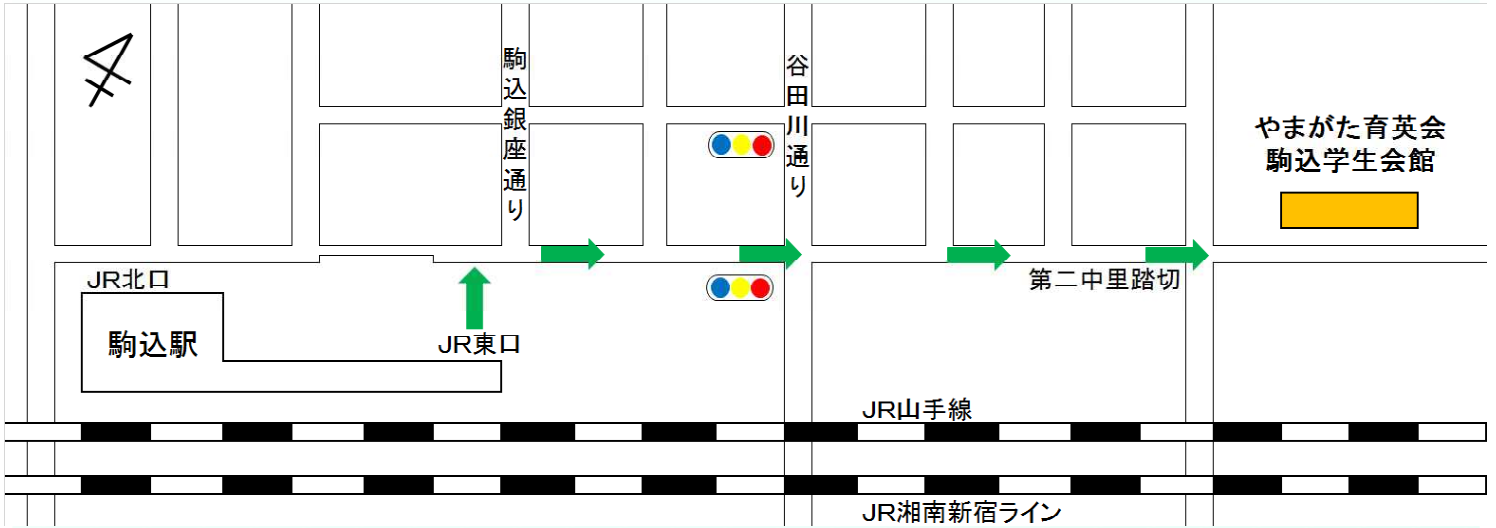 駒込銀座通り
谷田川通り
やまがた育英会
駒込学生会館
JR北口
第二中里踏切
駒込駅
JR東口
JR山手線
JR湘南新宿ライン